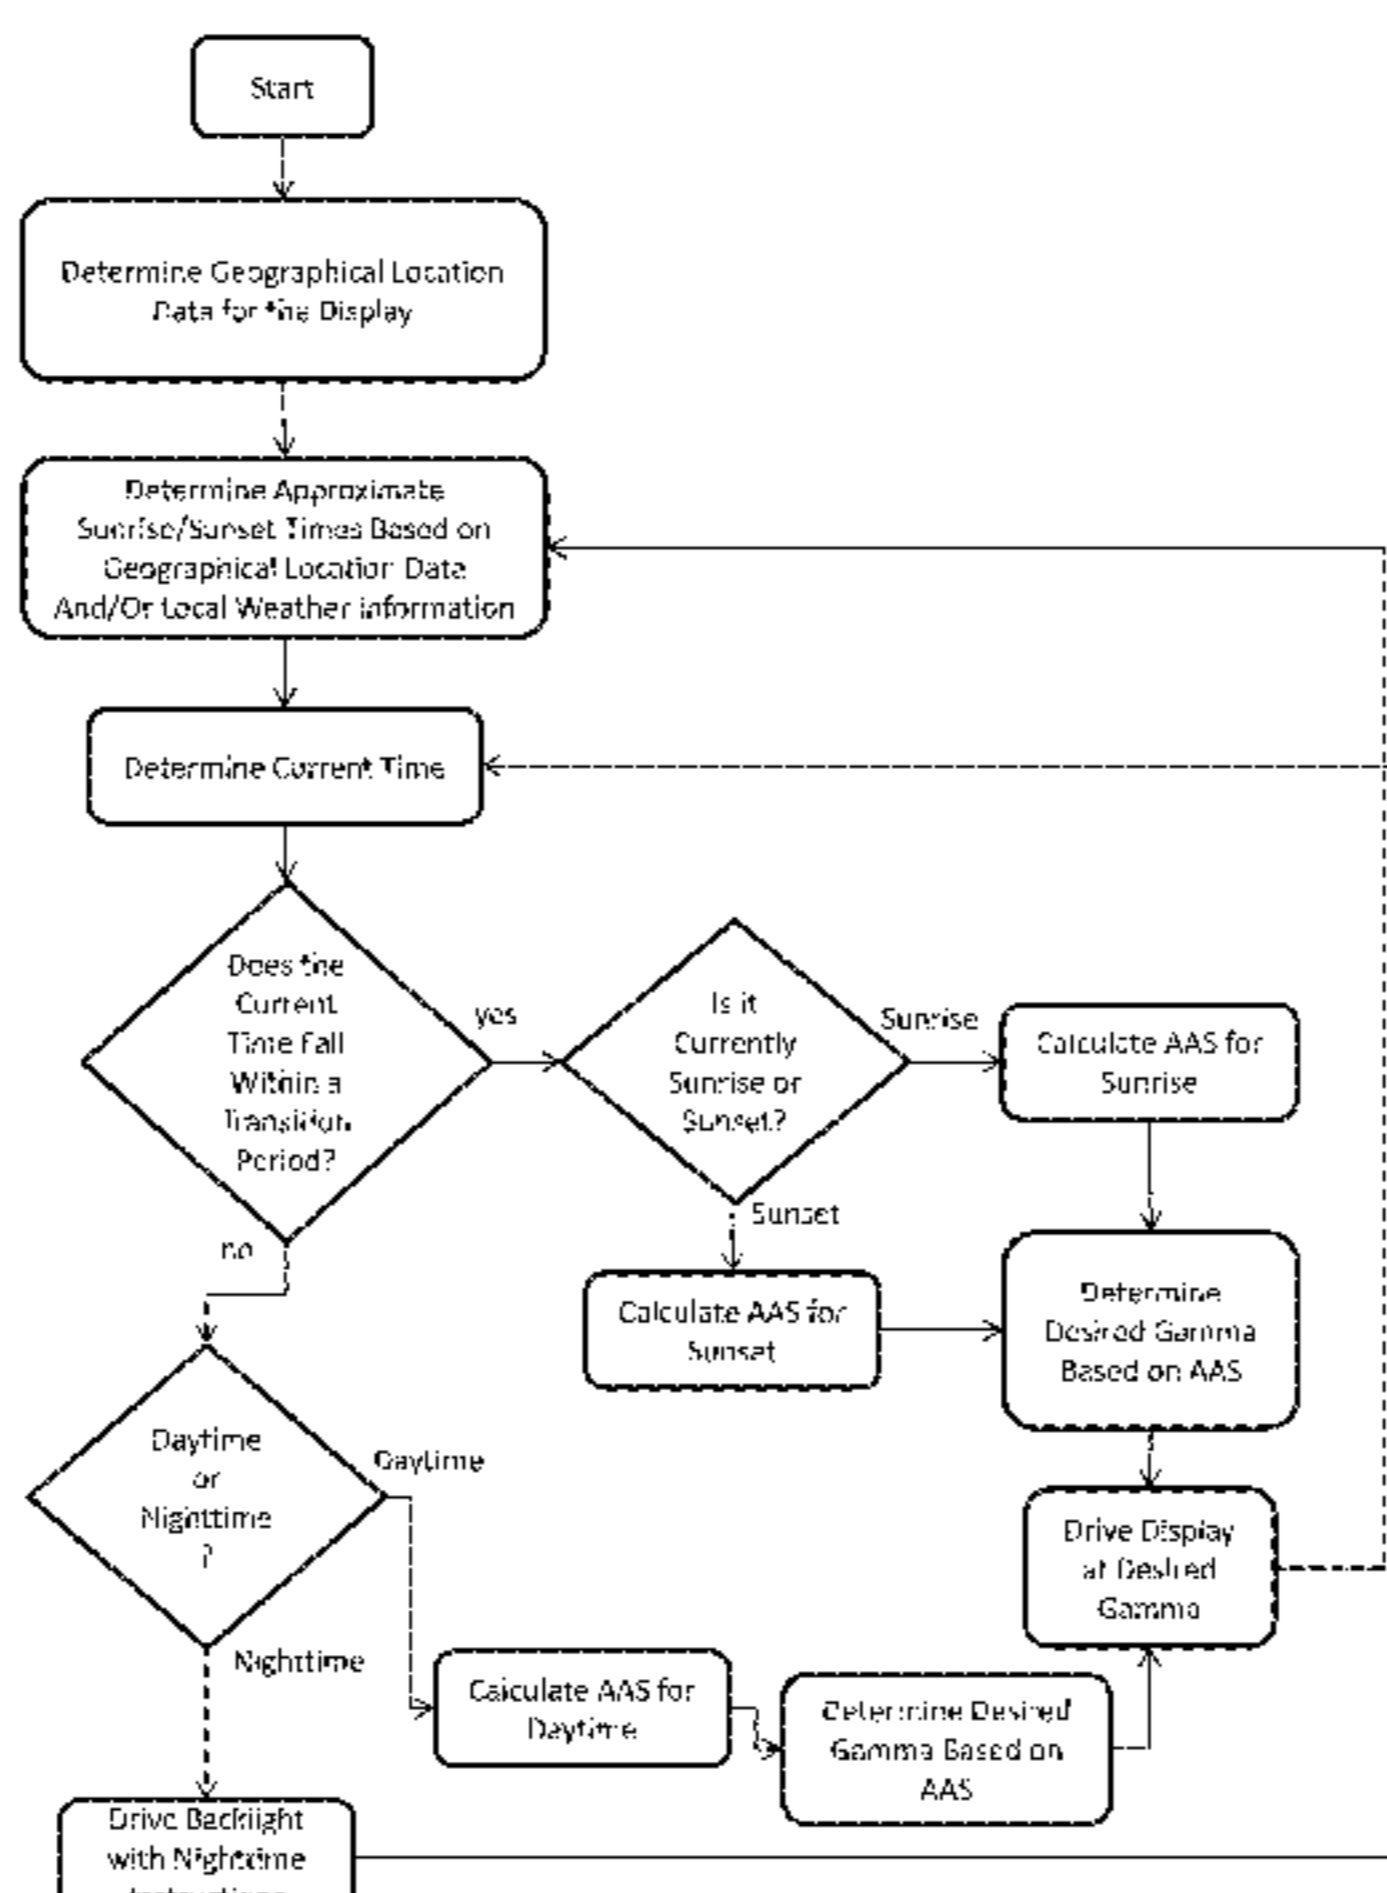 Start
Determine Geographical Location
Data for the Display
Determine Approximate
Sunrise/Sunset Times Based on
Geographical Location Data
And/Or Local Weather information
Determine Current Time
Does the
Current
Time Fall
Within a
Transition
Period?
yes
no
Is it
Currently
Sunrise or
Sunset?
Sunrise
Sunset
Calculate AAS for
Sunrise
Calculate AAS for
Sunset
Determine
Desired Gamma
Based on AAS
Daytime
or
Nighttime
?
Daytime
Nighttime
Drive Display
at Desired
Gamma
Calculate AAS for
Daytime
Determine Desired
Gamma Based on
AAS
Drive Backlight
with Nighttime